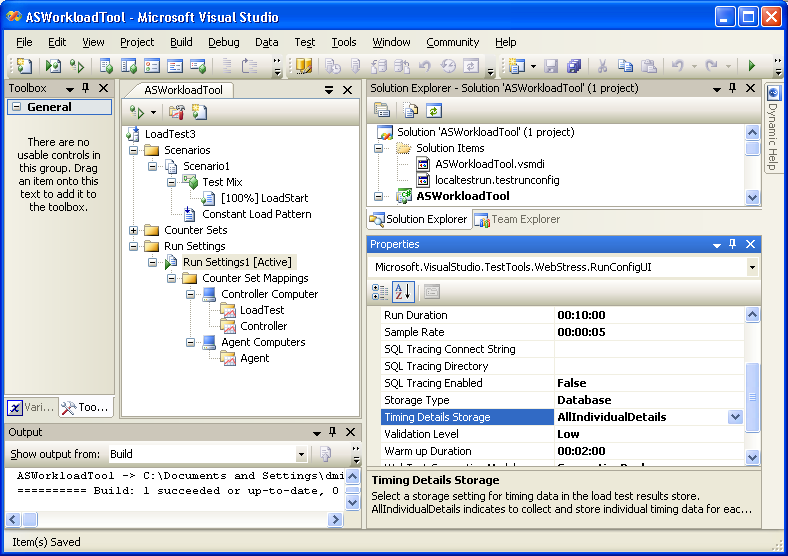 ASWorkloadTool - Microsoft Visual Studio
File Edit View Project Build Debug Data Test Tools Window Community Help
Toolbox
General
There are no
usable controls in
this group. Drag
an item onto this
text to add it to
the toolbox.
Vari...
Too...
ASWorkloadTool
LoadTest3
Scenarios
Scenario1
Test Mix
[100%] LoadStart
Constant Load Pattern
Counter Sets
Run Settings
Run Settings1 [Active]
Counter Set Mappings
Controller Computer
LoadTest
Controller
Agent Computers
Agent
Solution Explorer - Solution 'ASWorkloadTool' (1 project)
Solution 'ASWorkloadTool' (1 project)
Solution Items
ASWorkloadTool.vsmdi
localtestrun.testrunconfig
ASWorkloadTool
Solution Explorer
Team Explorer
Dynamic Help
Properties
Microsoft.VisualStudio.TestTools.WebStress.RunConfigUI
Run Duration 00:10:00
Sample Rate 00:00:05
SQL Tracing Connect String
SQL Tracing Directory
SQL Tracing Enabled False
Storage Type Database
Timing Details Storage AllIndividualDetails
Validation Level Low
Warm up Duration 00:02:00
Timing Details Storage
Select a storage setting for timing data in the load test results store.
AllIndividualDetails indicates to collect and store individual timing data for eac...
Output
Show output from: Build
ASWorkloadTool -> C:\Documents and Settings\dmi
========== Build: 1 succeeded or up-to-date, 0
Item(s) Saved